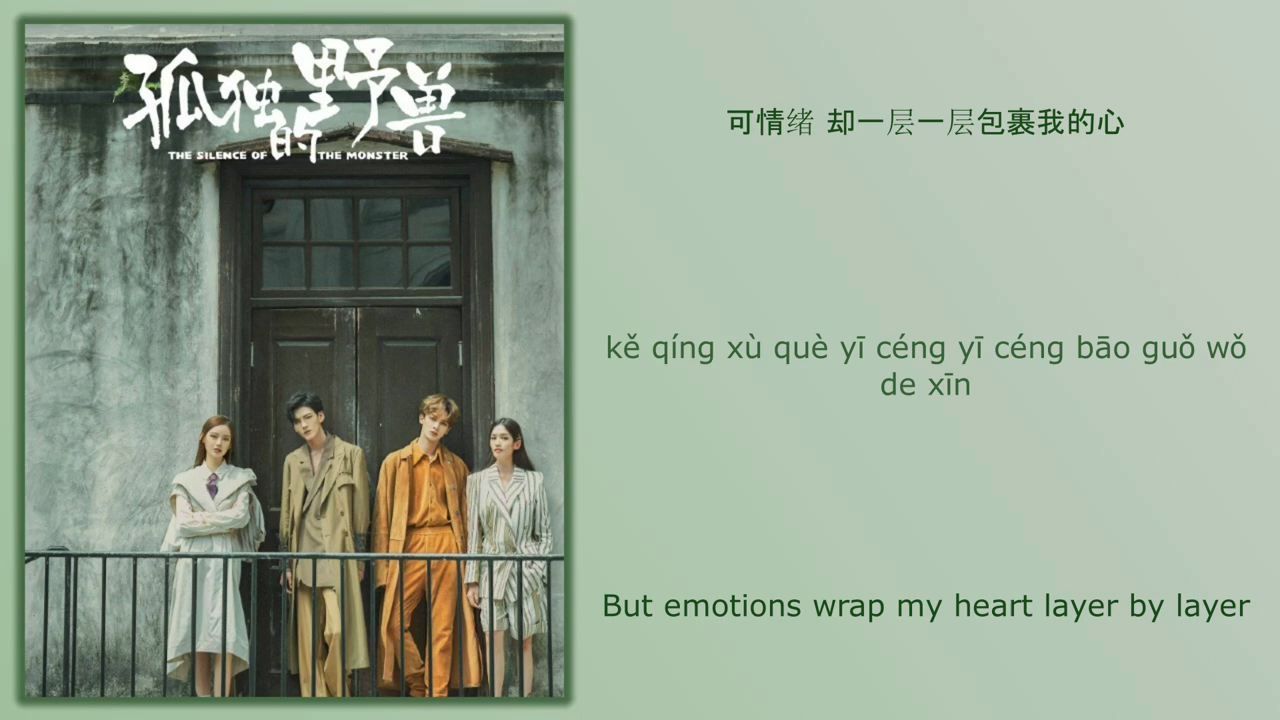 孤独的野兽
THE SILENCE OF THE MONSTER
可情绪 却一层一层包裹我的心
kě qíng xù què yī céng yī céng bāo guǒ wǒ
de xīn
But emotions wrap my heart layer by layer